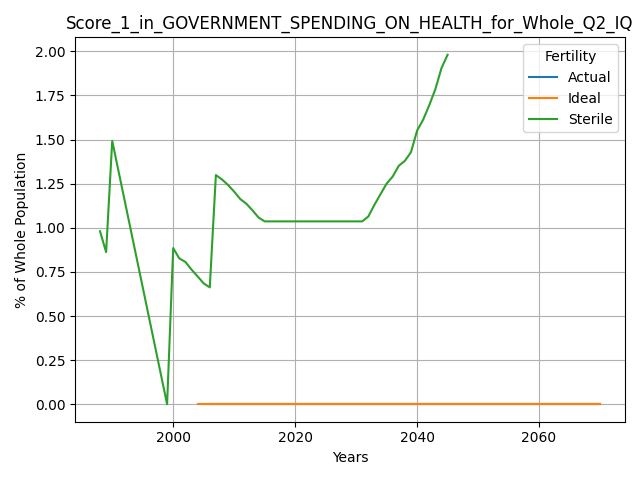 Score_1_in_GOVERNMENT_SPENDING_ON_HEALTH_for_Whole_Q2_IQ
2.00
1.75
1.50
1.25
1.00
0.75
0.50
0.25
0.00
% of Whole Population
Fertility
Actual
Ideal
Sterile
2000
2020
2040
2060
Years